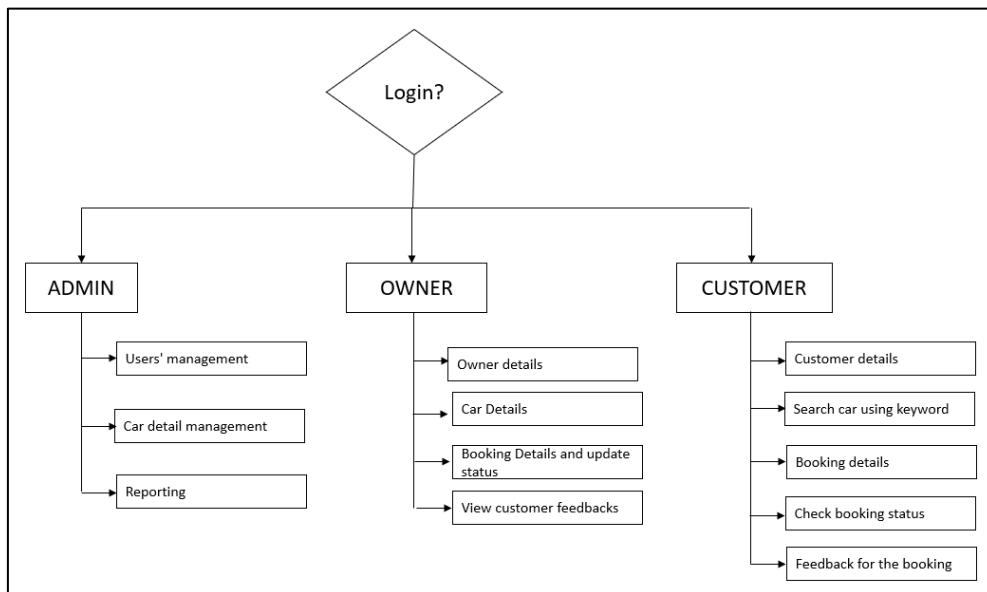 Login?
ADMIN
OWNER
CUSTOMER
Users' management
Car detail management
Reporting
Owner details
Car Details
Booking Details and update
status
View customer feedbacks
Customer details
Search car using keyword
Booking details
Check booking status
Feedback for the booking